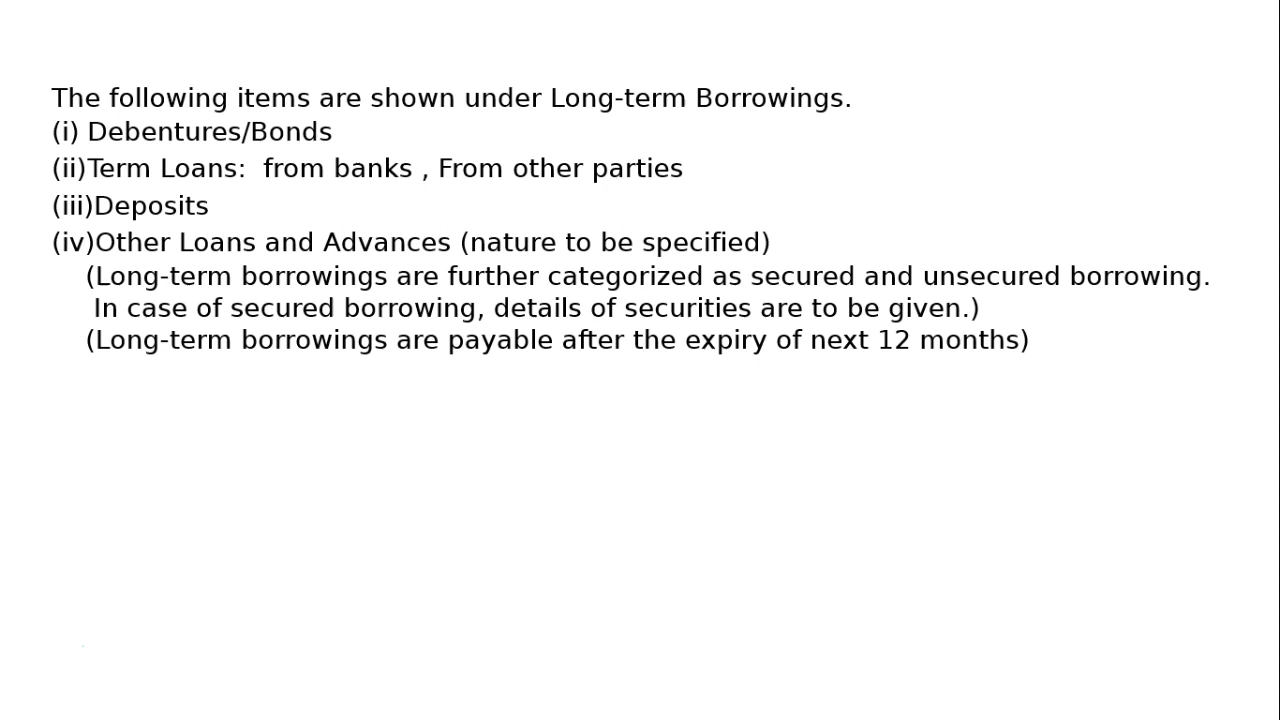 The following items are shown under Long-term Borrowings.
(i) Debentures/Bonds
(ii)Term Loans:  from banks , From other parties
(iii)Deposits
(iv)Other Loans and Advances (nature to be specified)
(Long-term borrowings are further categorized as secured and unsecured borrowing.
In case of secured borrowing, details of securities are to be given.)
(Long-term borrowings are payable after the expiry of next 12 months)